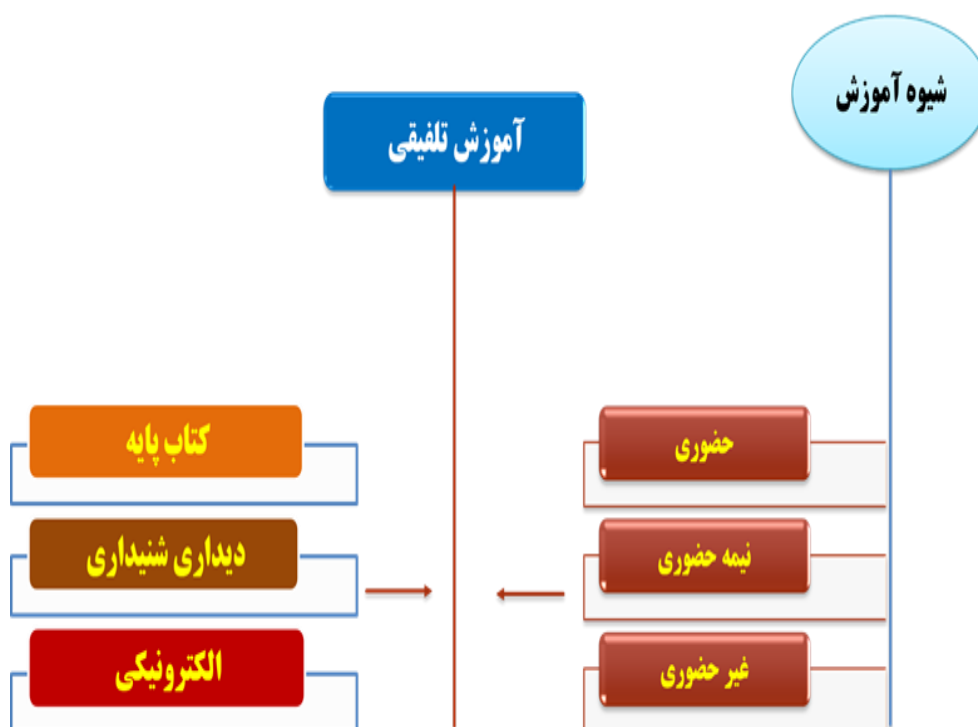 شیوه آموزش
آموزش تلفیقی
حضوری
کتاب پایه
نیمه حضوری
دیداری شنیداری
غیر حضوری
الکترونیکی